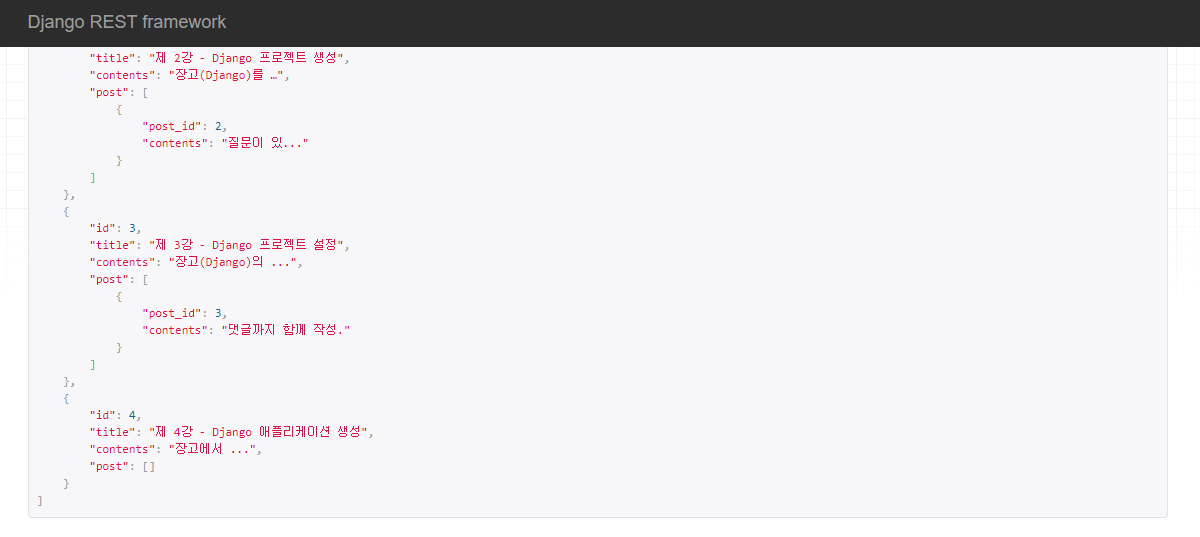 Django REST framework
"title": "제 2강 - Django 프로젝트 생성",
"contents": "장고(Django)를 …",
"post": [
{
"post_id": 2,
"contents": "질문이 있..."
}
]
},
{
"id": 3,
"title": "제 3강 - Django 프로젝트 설정",
"contents": "장고(Django)의 ...",
"post": [
{
"post_id": 3,
"contents": "댓글까지 함께 작성."
}
]
},
{
"id": 4,
"title": "제 4강 - Django 애플리케이션 생성",
"contents": "장고에서 ...",
"post": []
}
]